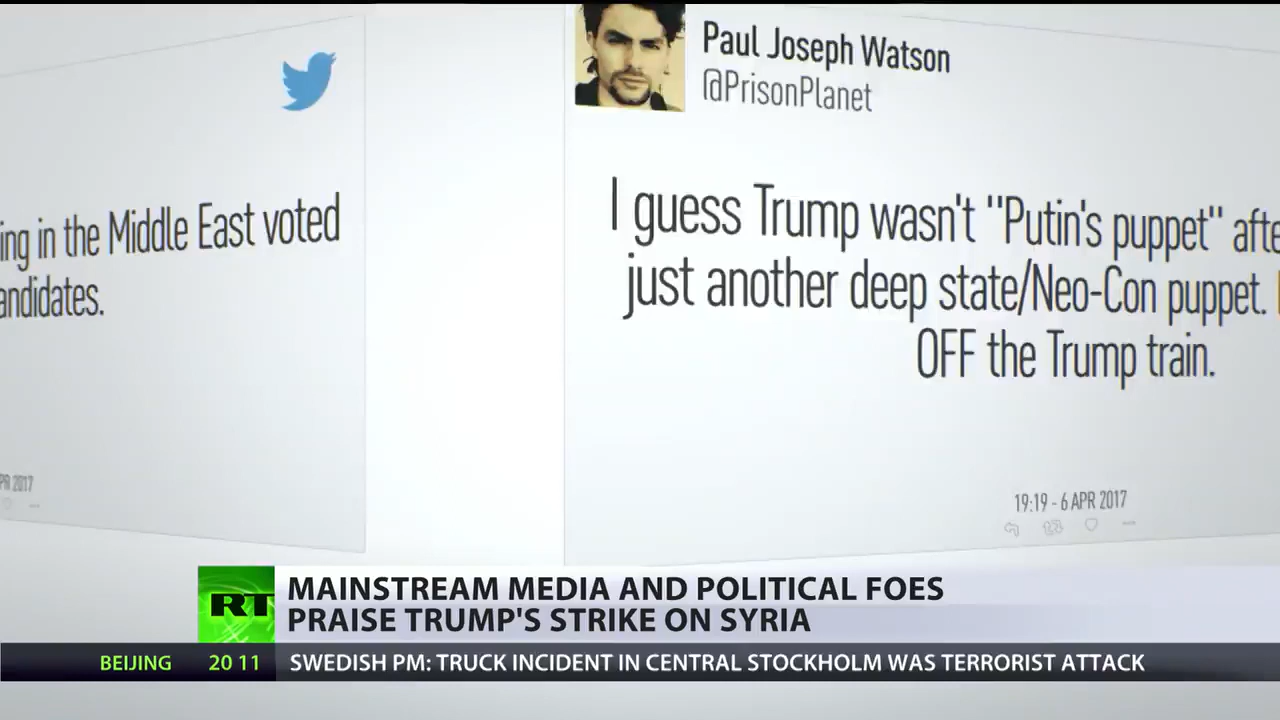 ing in the Middle East voted
andidates.
APR 2017
Paul Joseph Watson
@PrisonPlanet
I guess Trump wasn't "Putin's puppet" afte
just another deep state/Neo-Con puppet.
OFF the Trump train.
19:19 - 6 APR 2017
RT
MAINSTREAM MEDIA AND POLITICAL FOES
PRAISE TRUMP'S STRIKE ON SYRIA
BEIJING 20 11 SWEDISH PM: TRUCK INCIDENT IN CENTRAL STOCKHOLM WAS TERRORIST ATTACK